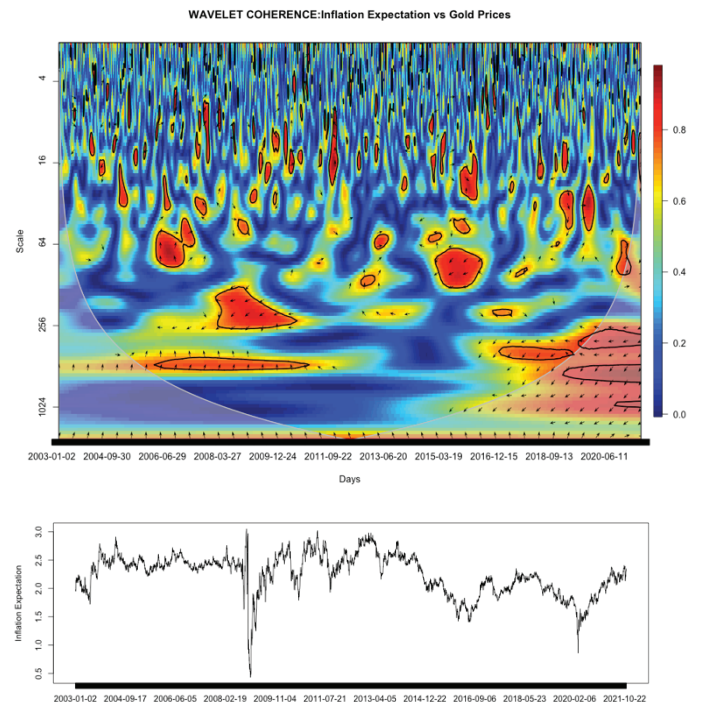 WAVELET COHERENCE:Inflation Expectation vs Gold Prices
Scale
4
16
64
256
1024
0.8
0.6
0.4
0.2
0.0
2003-01-02 2004-09-30 2006-06-29 2008-03-27 2009-12-24 2011-09-22 2013-06-20 2015-03-19 2016-12-15 2018-09-13 2020-06-11
Days
Inflation Expectation
3.0
2.5
2.0
1.5
1.0
0.5
2003-01-02 2004-09-17 2006-06-05 2008-02-19 2009-11-04 2011-07-21 2013-04-05 2014-12-22 2016-09-06 2018-05-23 2020-02-06 2021-10-22